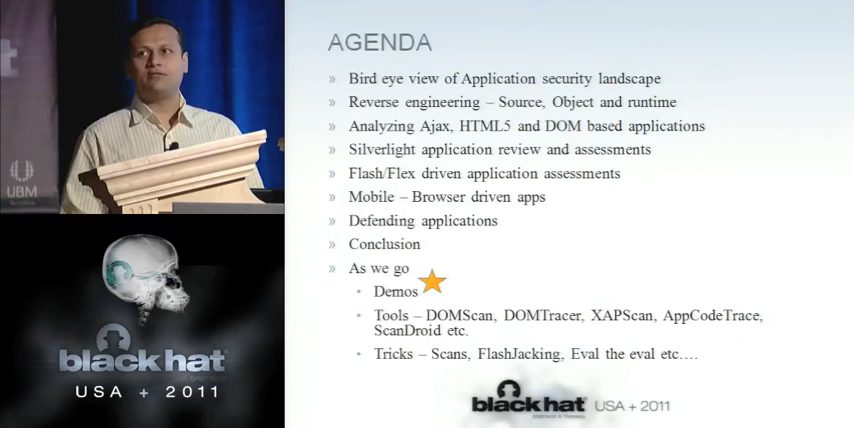 UBM
black hat
USA + 2011
AGENDA
» Bird eye view of Application security landscape
» Reverse engineering – Source, Object and runtime
» Analyzing Ajax, HTML5 and DOM based applications
» Silverlight application review and assessments
» Flash/Flex driven application assessments
» Mobile – Browser driven apps
» Defending applications
» Conclusion
» As we go
• Demos
• Tools – DOMScan, DOMTracer, XAPScan, AppCodeTrace,
ScanDroid etc.
• Tricks – Scans, FlashJacking, Eval the eval etc….
black hat USA + 2011